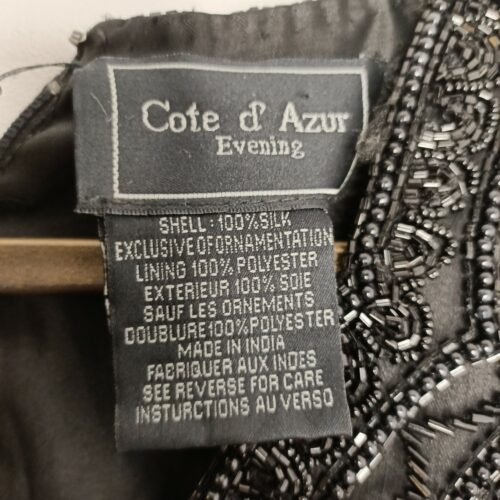 Cote d' Azur
Evening
SHELL : 100% SILK
EXCLUSIVE OF ORNAMENTATION
LINING 100% POLYESTER
EXTERIEUR 100% SOIE
SAUF LES ORNEMENTS
DOUBLURE 100% POLYESTER
MADE IN INDIA
FABRIQUER AUX INDES
SEE REVERSE FOR CARE
INSTURCTIONS AU VERSO